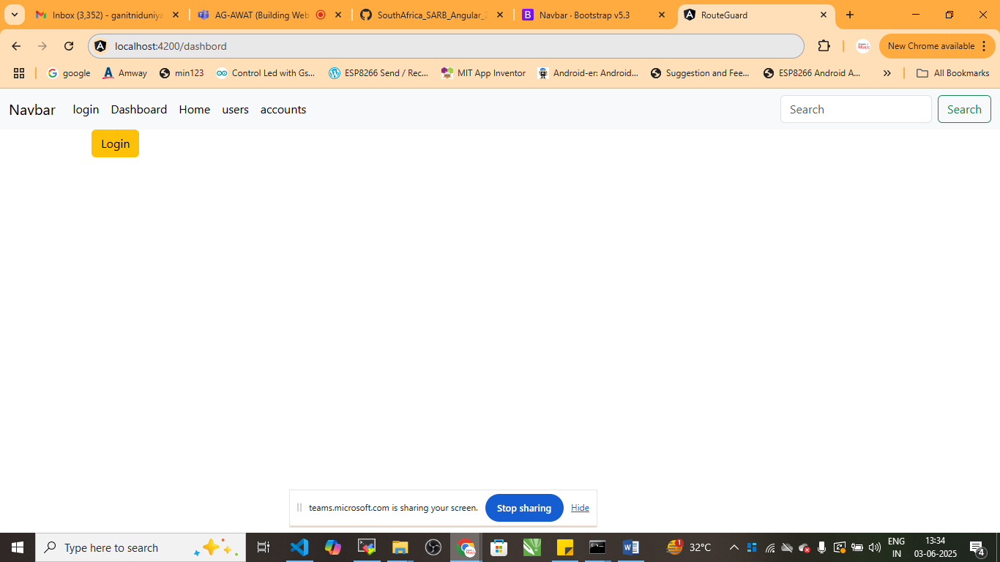 Inbox (3,352) - ganitniduniya
AG-AWAT (Building Web
SouthAfrica_SARB_Angular_2
Navbar · Bootstrap v5.3
RouteGuard
localhost:4200/dashbord
New Chrome available
google
Amway
min123
Control Led with Gs...
ESP8266 Send / Rec...
MIT App Inventor
Android-er: Android...
Suggestion and Fee...
ESP8266 Android A...
All Bookmarks
Navbar login Dashboard Home users accounts Search Search
Login
teams.microsoft.com is sharing your screen. Stop sharing Hide
Type here to search
32°C
ENG
IN
13:34
03-06-2025
4